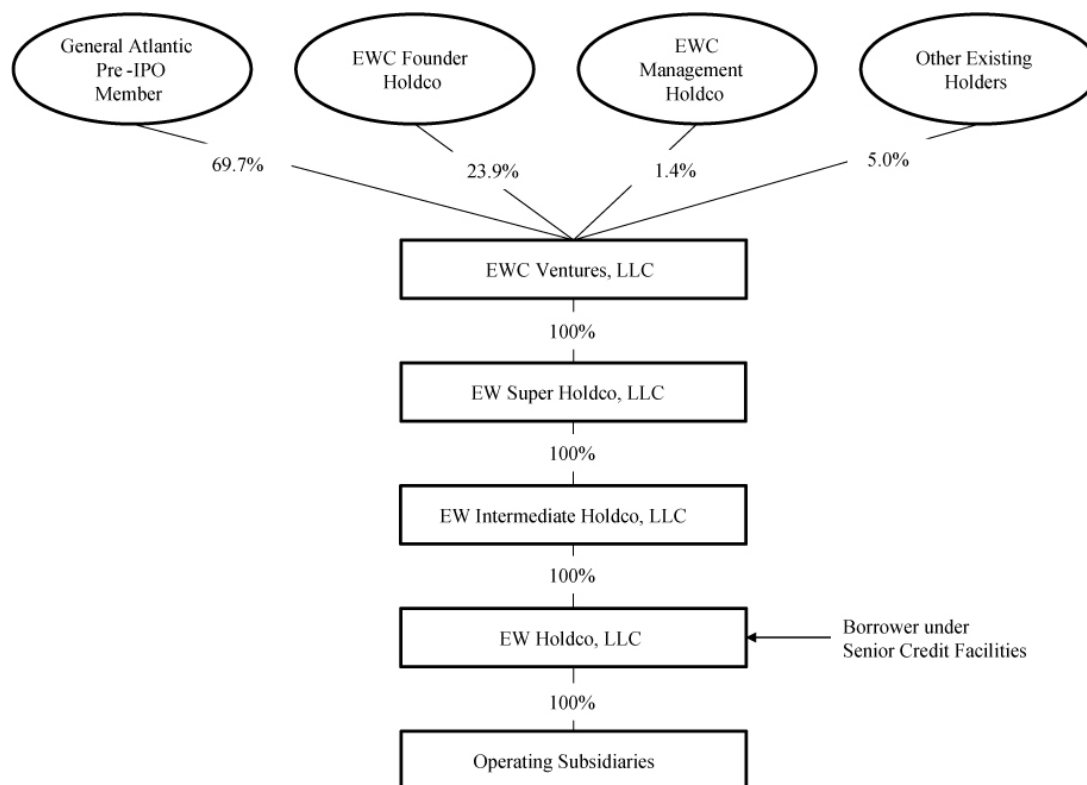 General Atlantic
Pre -IPO
Member
EWC Founder
Holdco
EWC
Management
Holdco
Other Existing
Holders
69.7%
23.9%
1.4%
5.0%
EWC Ventures, LLC
100%
EW Super Holdco, LLC
100%
EW Intermediate Holdco, LLC
100%
EW Holdco, LLC
Borrower under
Senior Credit Facilities
100%
Operating Subsidiaries